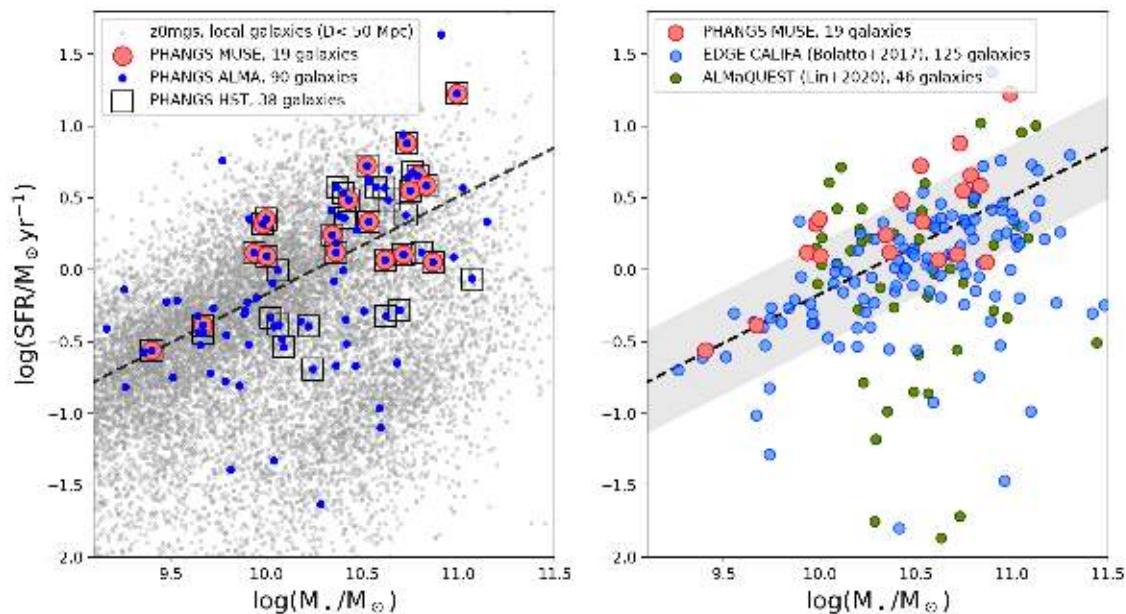 z0mgs, local galaxies (D< 50 Mpc)
PHANGS MUSE, 19 galaxies
PHANGS ALMA, 90 galaxies
PHANGS HST, 38 galaxies
1.5
1.0
0.5
0.0
−0.5
−1.0
−1.5
2.0
log(SFR/M⊙ yr⁻¹)
9.5 10.0 10.5 11.0 11.5
log(M⋆/M⊙)
PHANGS MUSE, 19 galaxies
EDGE CALIFA (Bolatto+2017), 125 galaxies
ALMaQUEST (Lin+2020), 46 galaxies
1.5
1.0
0.5
0.0
−0.5
−1.0
−1.5
2.0
9.5 10.0 10.5 11.0 11.5
log(M⋆/M⊙)